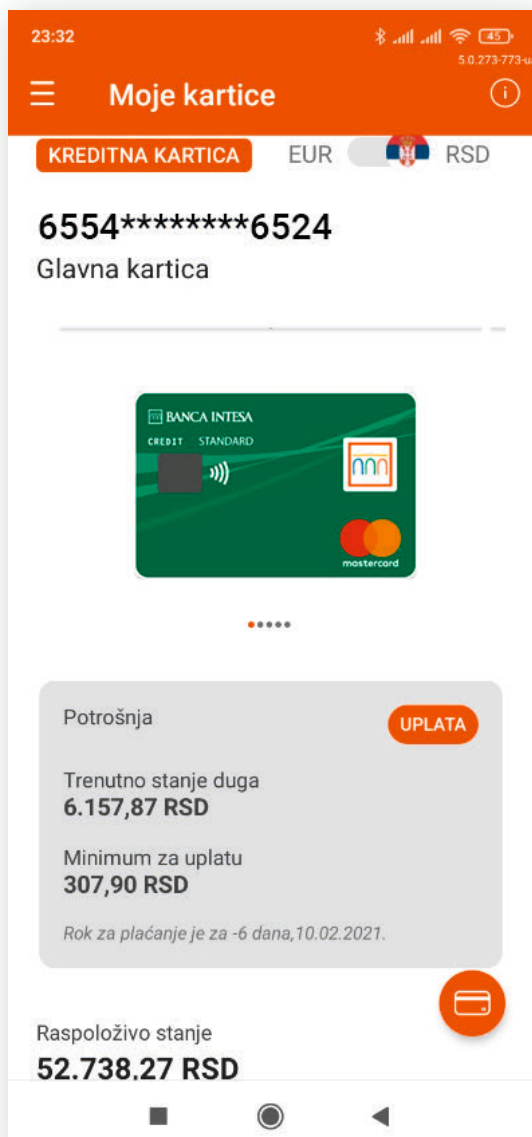 23:32
45
5.0.273-773-u
Moje kartice
KREDITNA KARTICA EUR RSD
6554********6524
Glavna kartica
BANCA INTESA
CREDIT STANDARD
mastercard
Potrošnja
UPLATA
Trenutno stanje duga
6.157,87 RSD
Minimum za uplatu
307,90 RSD
Rok za plaćanje je za -6 dana,10.02.2021.
Raspoloživo stanje
52.738,27 RSD